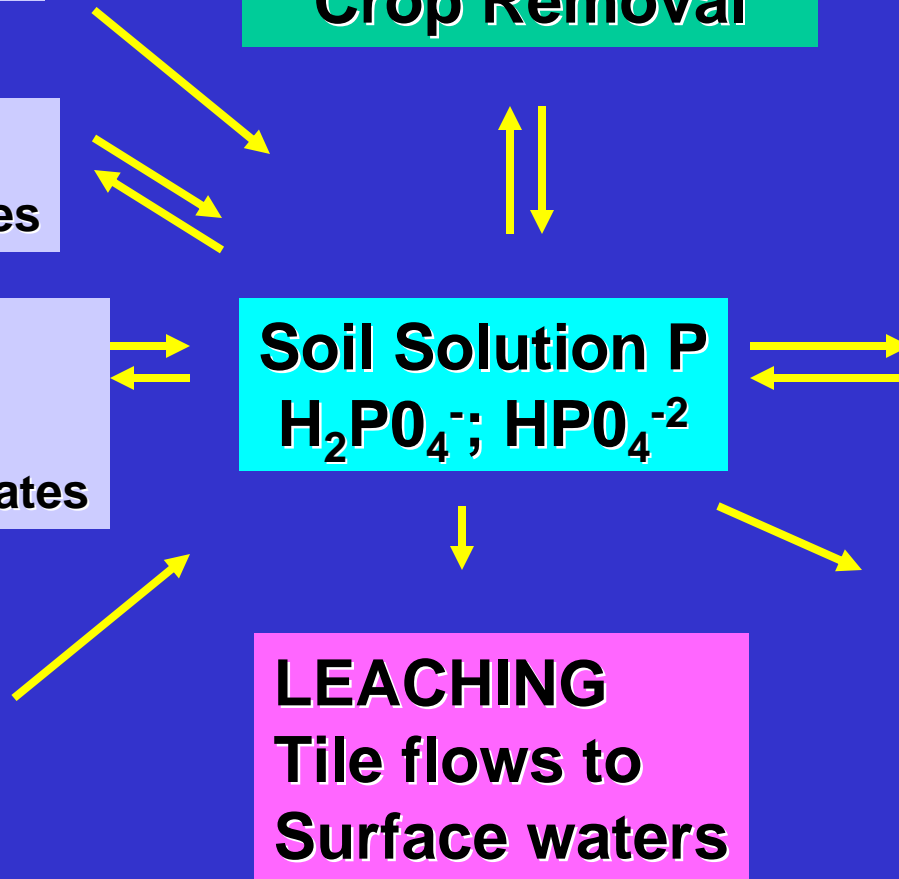 Crop Removal
es
Soil Solution P
H₂P0₄⁻; HP0₄⁻²
ates
LEACHING
Tile flows to
Surface waters